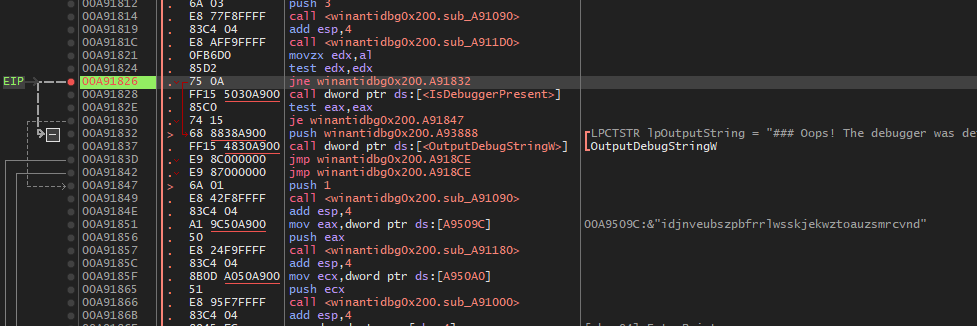 00A91812 . 6A 03 push 3
00A91814 . E8 77F8FFFF call <winantidbg0x200.sub_A91090>
00A91819 . 83C4 04 add esp,4
00A9181C . E8 AFF9FFFF call <winantidbg0x200.sub_A911D0>
00A91821 . 0FB6D0 movzx edx,al
00A91824 . 85D2 test edx,edx
EIP 00A91826 . 75 0A jne winantidbg0x200.A91832
00A91828 . FF15 5030A900 call dword ptr ds:[<IsDebuggerPresent>]
00A9182E . 85C0 test eax,eax
00A91830 . 74 15 je winantidbg0x200.A91847
00A91832 > 68 8838A900 push winantidbg0x200.A93888 LPCTSTR lpOutputString = "### Oops! The debugger was de
00A91837 . FF15 4830A900 call dword ptr ds:[<OutputDebugStringW>] OutputDebugStringW
00A9183D . E9 8C000000 jmp winantidbg0x200.A918CE
00A91842 . E9 87000000 jmp winantidbg0x200.A918CE
00A91847 > 6A 01 push 1
00A91849 . E8 42F8FFFF call <winantidbg0x200.sub_A91090>
00A9184E . 83C4 04 add esp,4
00A91851 . A1 9C50A900 mov eax,dword ptr ds:[A9509C] 00A9509C:&"idjnveubszpbfrrlwsskjekwztoauzsmrcvnd"
00A91856 . 50 push eax
00A91857 . E8 24F9FFFF call <winantidbg0x200.sub_A91180>
00A9185C . 83C4 04 add esp,4
00A9185F . 8B0D A050A900 mov ecx,dword ptr ds:[A950A0]
00A91865 . 51 push ecx
00A91866 . E8 95F7FFFF call <winantidbg0x200.sub_A91000>
00A9186B . 83C4 04 add esp,4